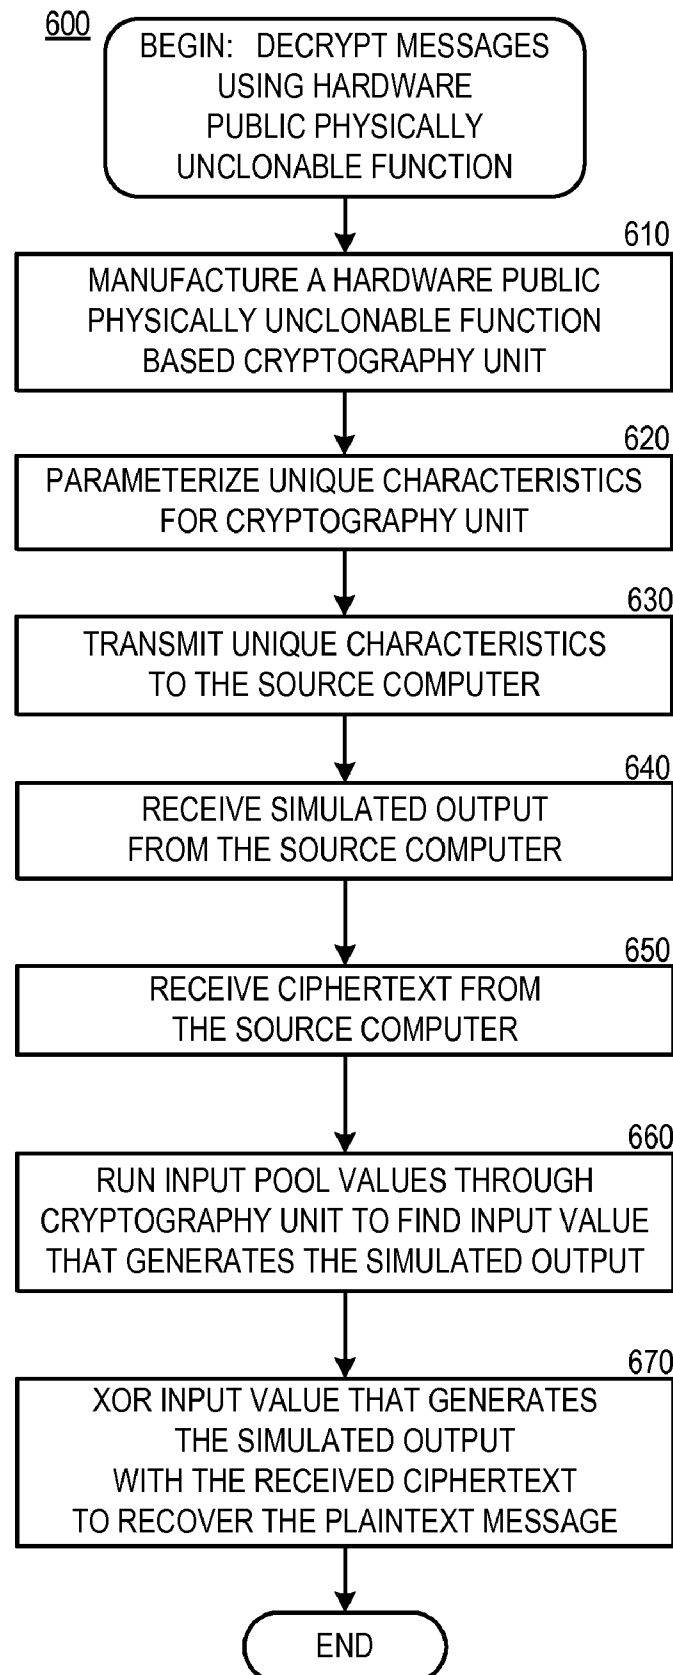 600
BEGIN: DECRYPT MESSAGES
USING HARDWARE
PUBLIC PHYSICALLY
UNCLONABLE FUNCTION
610
MANUFACTURE A HARDWARE PUBLIC
PHYSICALLY UNCLONABLE FUNCTION
BASED CRYPTOGRAPHY UNIT
620
PARAMETERIZE UNIQUE CHARACTERISTICS
FOR CRYPTOGRAPHY UNIT
630
TRANSMIT UNIQUE CHARACTERISTICS
TO THE SOURCE COMPUTER
640
RECEIVE SIMULATED OUTPUT
FROM THE SOURCE COMPUTER
650
RECEIVE CIPHERTEXT FROM
THE SOURCE COMPUTER
660
RUN INPUT POOL VALUES THROUGH
CRYPTOGRAPHY UNIT TO FIND INPUT VALUE
THAT GENERATES THE SIMULATED OUTPUT
670
XOR INPUT VALUE THAT GENERATES
THE SIMULATED OUTPUT
WITH THE RECEIVED CIPHERTEXT
TO RECOVER THE PLAINTEXT MESSAGE
END